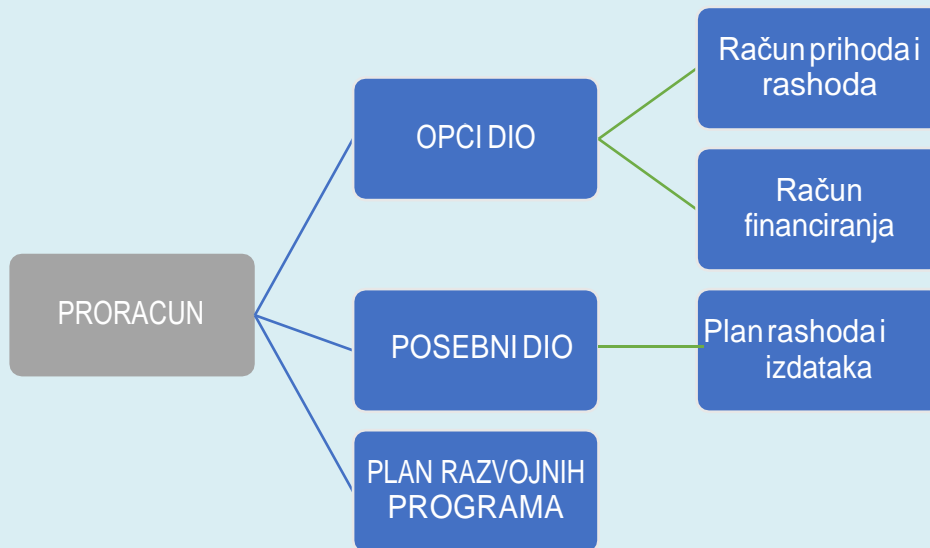 PRORACUN
OPĆI DIO
POSEBNI DIO
PLAN RAZVOJNIH
PROGRAMA
Račun prihoda i
rashoda
Račun
financiranja
Plan rashoda i
izdataka